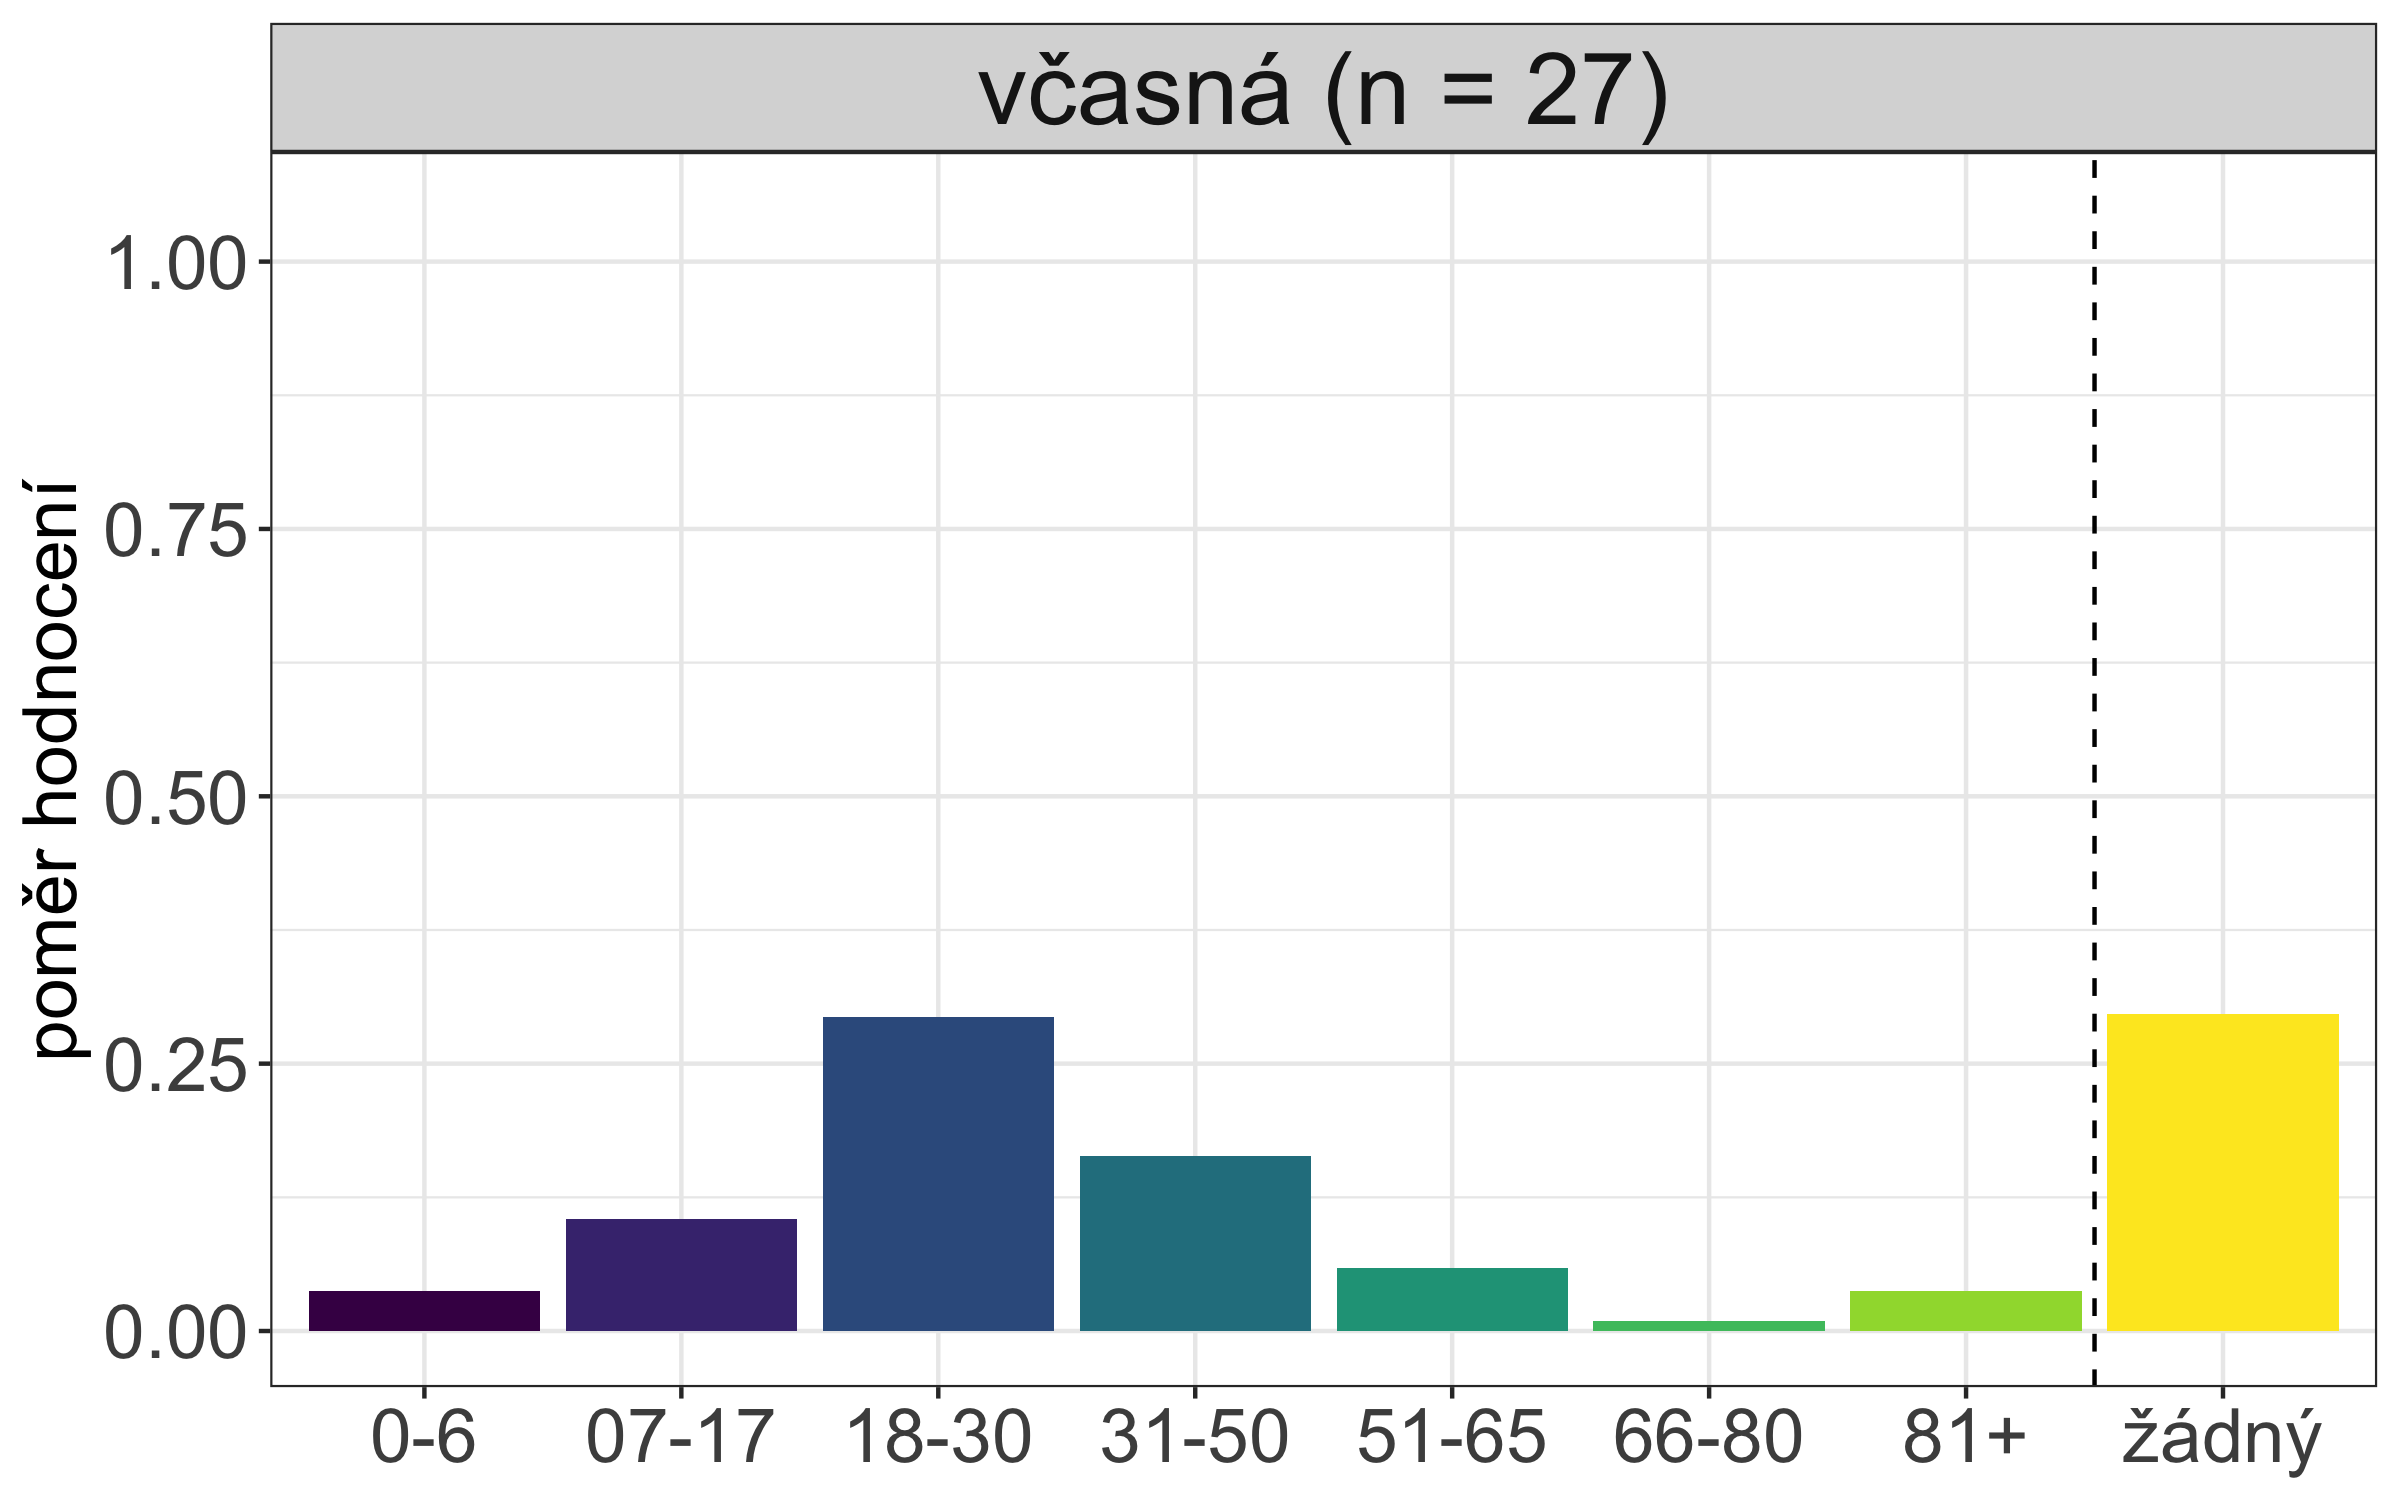 včasná (n = 27)
poměr hodnocení
1.00
0.75
0.50
0.25
0.00
0-6 07-17 18-30 31-50 51-65 66-80 81+ žádný